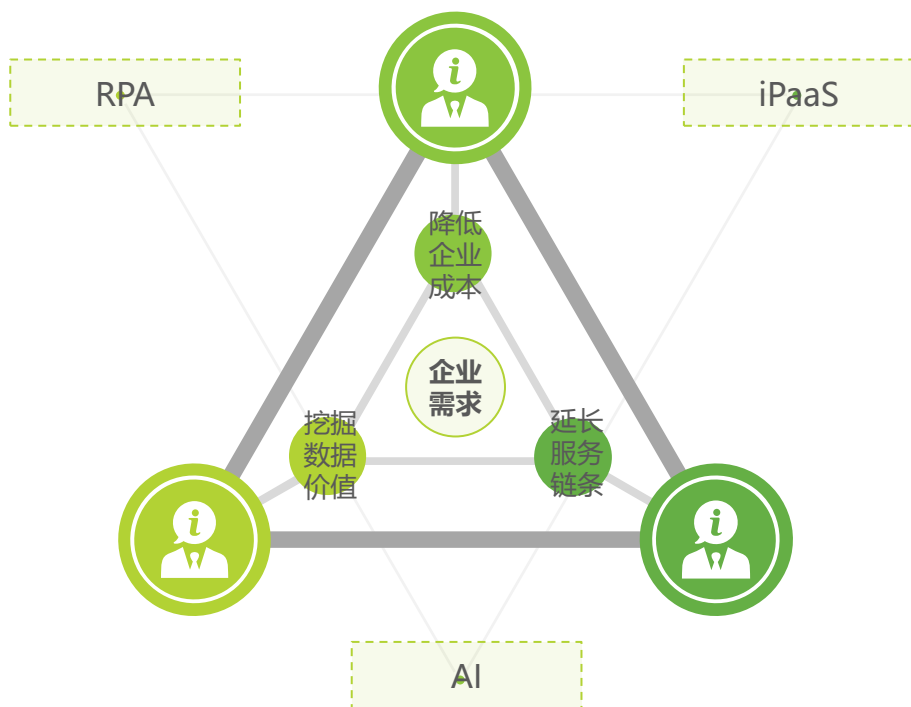 RPA
iPaaS
降低
企业
成本
企业
需求
挖掘
数据
价值
延长
服务
链条
AI